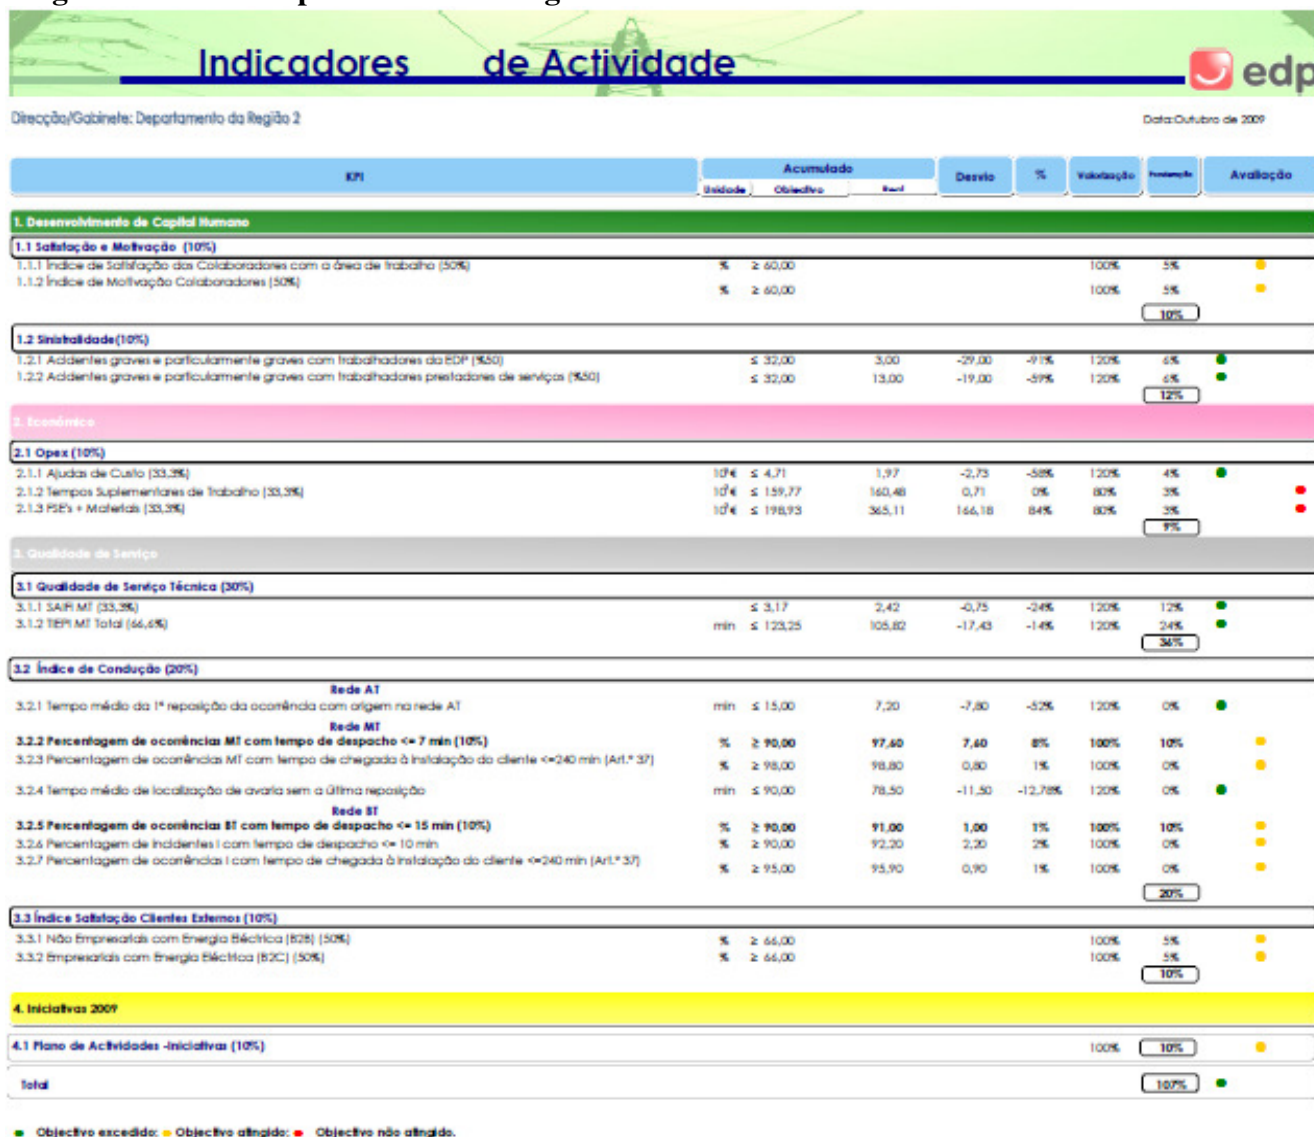 Indicadores de Actividade
edp
Direcção/Gabinete: Departamento da Região 2 Data:Outubro de 2009
KPI Acumulado Desvio % Valorização Ponderação Avaliação
Unidade Objectivo Real
1. Desenvolvimento de Capital Humano
1.1 Satisfação e Motivação (10%)
1.1.1 Índice de Satisfação dos Colaboradores com a área de trabalho (50%) % ≥ 60,00 100% 5%
1.1.2 Índice de Motivação Colaboradores (50%) % ≥ 60,00 100% 5%
10%
1.2 Sinistralidade(10%)
1.2.1 Acidentes graves e particularmente graves com trabalhadores da EDP (%50) ≤ 32,00 3,00 -29,00 -91% 120% 6%
1.2.2 Acidentes graves e particularmente graves com trabalhadores prestadores de serviços (%50) ≤ 32,00 13,00 -19,00 -59% 120% 6%
12%
2. Económico
2.1 Opex (10%)
2.1.1 Ajudas de Custo (33,3%) ≤ 4,71 1,97 -2,73 -58% 120% 4%
2.1.2 Tempos Suplementares de Trabalho (33,3%) ≤ 159,77 160,48 0,71 0% 80% 3%
2.1.3 FSE's + Materiais (33,3%) ≤ 198,93 365,11 166,18 84% 80% 3%
9%
3. Qualidade de Serviço
3.1 Qualidade de Serviço Técnica (30%)
3.1.1 SAIFI MT (33,3%) ≤ 3,17 2,42 -0,75 -24% 120% 12%
3.1.2 TIEPI MT Total (66,6%) min ≤ 123,25 105,82 -17,43 -14% 120% 24%
36%
3.2 Índice de Condução (20%)
Rede AT
3.2.1 Tempo médio da 1ª reposição da ocorrência com origem na rede AT min ≤ 15,00 7,20 -7,80 -52% 120% 0%
Rede MT
3.2.2 Percentagem de ocorrências MT com tempo de despacho <= 7 min (10%) % ≥ 90,00 97,60 7,60 8% 100% 10%
3.2.3 Percentagem de ocorrências MT com tempo de chegada à instalação do cliente <=240 min (Art.º 37) % ≥ 98,00 98,80 0,80 1% 100% 0%
3.2.4 Tempo médio de localização de avaria sem a última reposição min ≤ 90,00 78,50 -11,50 -12,78% 120% 0%
Rede BT
3.2.5 Percentagem de ocorrências BT com tempo de despacho <= 15 min (10%) % ≥ 90,00 91,00 1,00 1% 100% 10%
3.2.6 Percentagem de incidentes I com tempo de despacho <= 10 min % ≥ 90,00 92,20 2,20 2% 100% 0%
3.2.7 Percentagem de ocorrências I com tempo de chegada à instalação do cliente <=240 min (Art.º 37) % ≥ 95,00 95,90 0,90 1% 100% 0%
20%
3.3 Índice Satisfação Clientes Externos (10%)
3.3.1 Não Empresariais com Energia Eléctrica (B2B) (50%) % ≥ 66,00 100% 5%
3.3.2 Empresariais com Energia Eléctrica (B2C) (50%) % ≥ 66,00 100% 5%
10%
4. Iniciativas 2009
4.1 Plano de Actividades -Iniciativas (10%) 100% 10%
Total 107%
Objectivo excedido; Objectivo atingido; Objectivo não atingido.